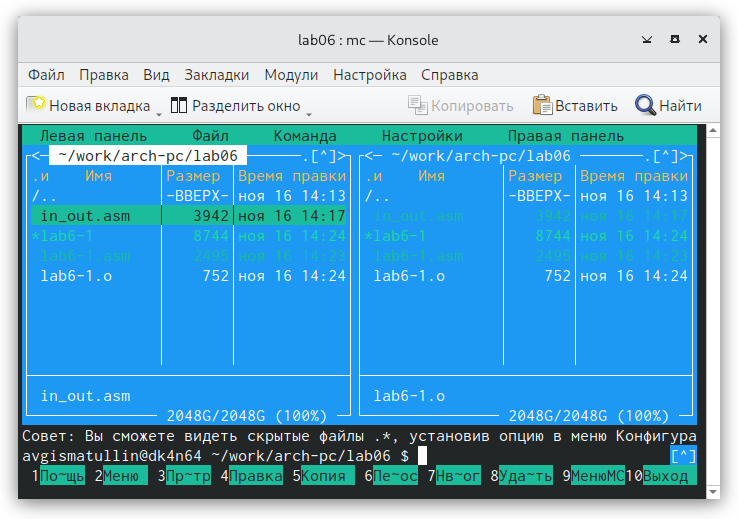 lab06 : mc — Konsole
Файл Правка Вид Закладки Модули Настройка Справка
Новая вкладка Разделить окно Копировать Вставить Найти
Левая панель Файл Команда Настройки Правая панель
<— ~/work/arch-pc/lab06 .[^]> <— ~/work/arch-pc/lab06 .[^]>
.и Имя Размер Время правки .и Имя Размер Время правки
/.. -ВВЕРХ- ноя 16 14:13 /.. -ВВЕРХ- ноя 16 14:13
in_out.asm 3942 ноя 16 14:17 in_out.asm 3942 ноя 16 14:17
*lab6-1 8744 ноя 16 14:24 *lab6-1 8744 ноя 16 14:24
lab6-1.asm 2495 ноя 16 14:23 lab6-1.asm 2495 ноя 16 14:23
lab6-1.o 752 ноя 16 14:24 lab6-1.o 752 ноя 16 14:24
in_out.asm lab6-1.o
2048G/2048G (100%) 2048G/2048G (100%)
Совет: Вы сможете видеть скрытые файлы .*, установив опцию в меню Конфигура
avgismatullin@dk4n64 ~/work/arch-pc/lab06 $ [^]
1По~щь 2Меню 3Пр~тр 4Правка 5Копия 6Пе~ос 7Нв~ог 8Уда~ть 9МенюMC 10Выход